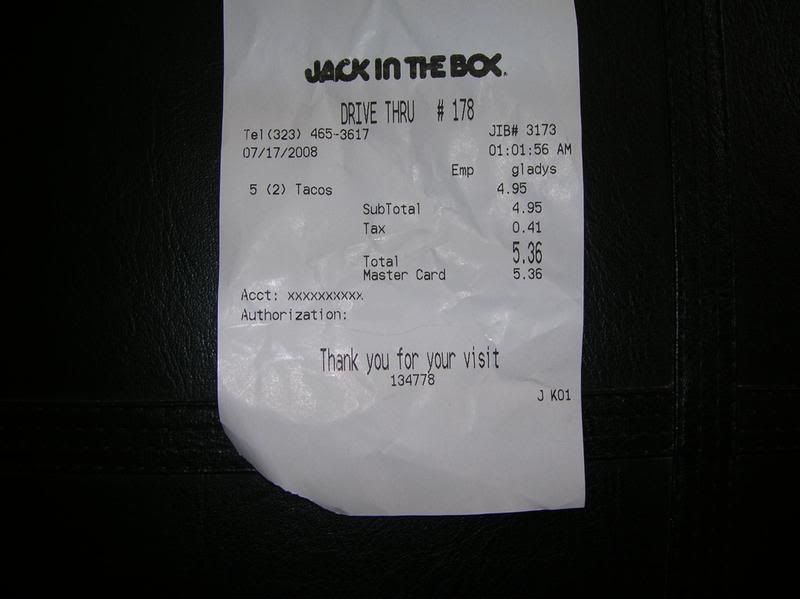 JACK IN THE BOX.
DRIVE THRU # 178
Tel(323) 465-3617 JIB# 3173
07/17/2008 01:01:56 AM
Emp gladys
5 (2) Tacos 4.95
SubTotal 4.95
Tax 0.41
Total 5.36
Master Card 5.36
Acct: xxxxxxxxxx
Authorization:
Thank you for your visit
134778
J K01